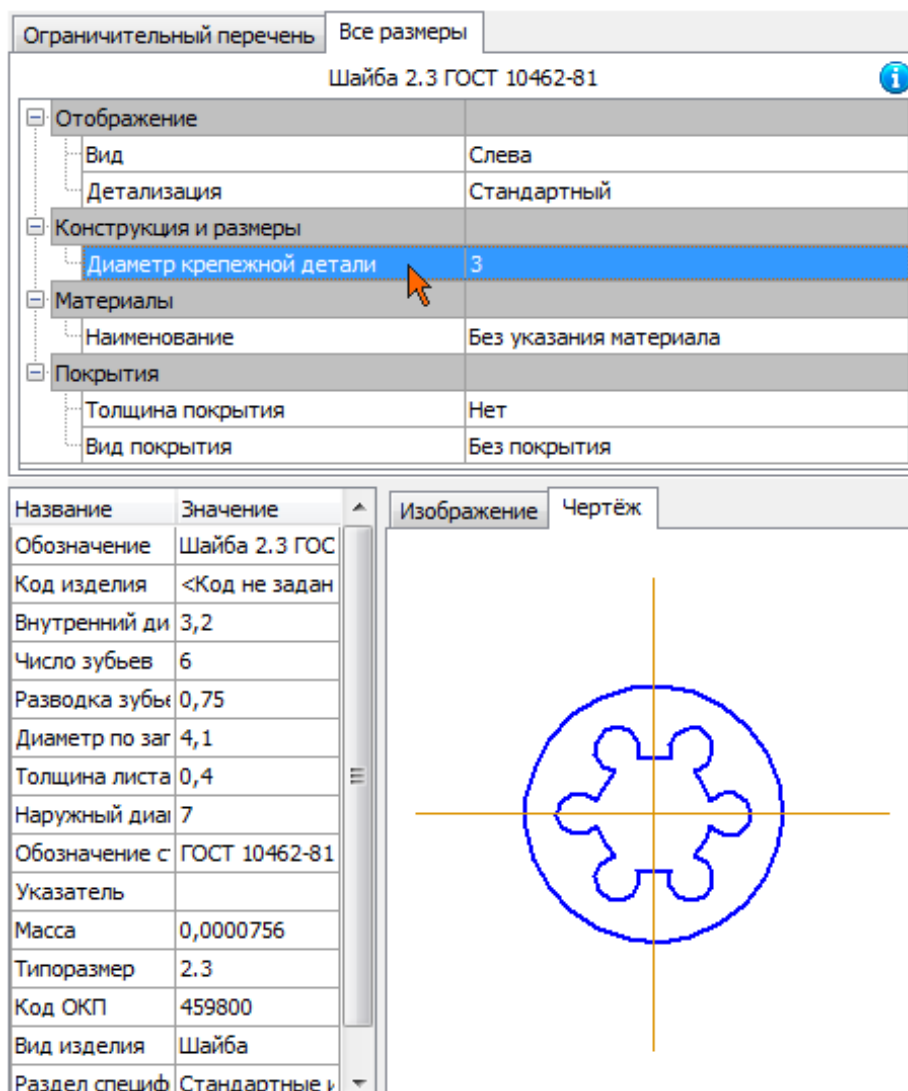 Ограничительный перечень Все размеры
Шайба 2.3 ГОСТ 10462-81
Отображение
Вид Слева
Детализация Стандартный
Конструкция и размеры
Диаметр крепежной детали 3
Материалы
Наименование Без указания материала
Покрытия
Толщина покрытия Нет
Вид покрытия Без покрытия
Название Значение
Изображение Чертёж
Обозначение Шайба 2.3 ГОС
Код изделия <Код не задан
Внутренний ди 3,2
Число зубьев 6
Разводка зубье 0,75
Диаметр по заг 4,1
Толщина листа 0,4
Наружный диа 7
Обозначение с ГОСТ 10462-81
Указатель
Масса 0,0000756
Типоразмер 2.3
Код ОКП 459800
Вид изделия Шайба
Раздел специф Стандартные